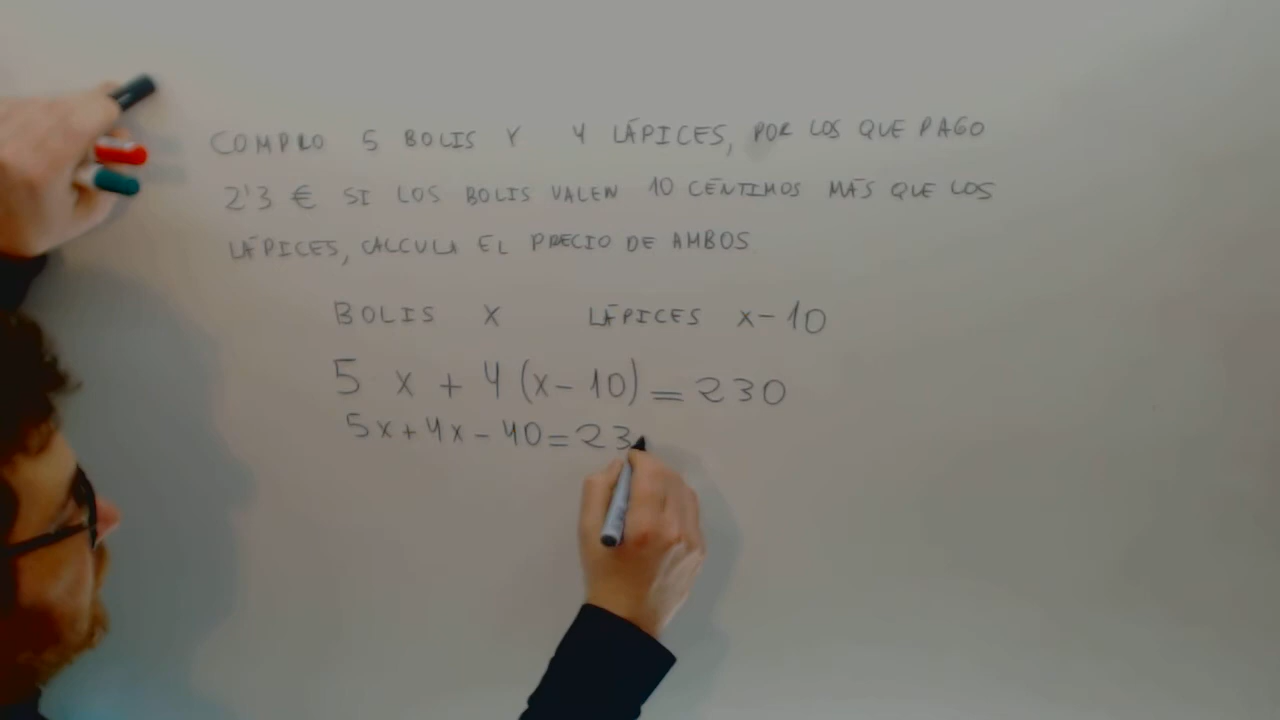 COMPRO 5 BOLIS Y 4 LÁPICES, POR LOS QUE PAGO
2'3 € SI LOS BOLIS VALEN 10 CÉNTIMOS MÁS QUE LOS
LÁPICES, CALCULA EL PRECIO DE AMBOS
BOLIS X LÁPICES X-10
5 x + 4 (x - 10) = 230
5x + 4x - 40 = 23